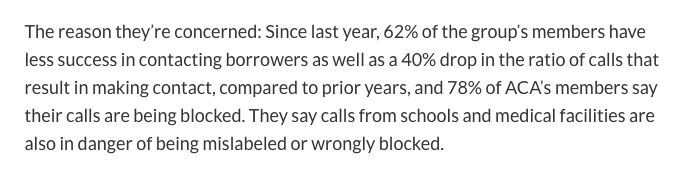 The reason they’re concerned: Since last year, 62% of the group’s members have
less success in contacting borrowers as well as a 40% drop in the ratio of calls that
result in making contact, compared to prior years, and 78% of ACA’s members say
their calls are being blocked. They say calls from schools and medical facilities are
also in danger of being mislabeled or wrongly blocked.